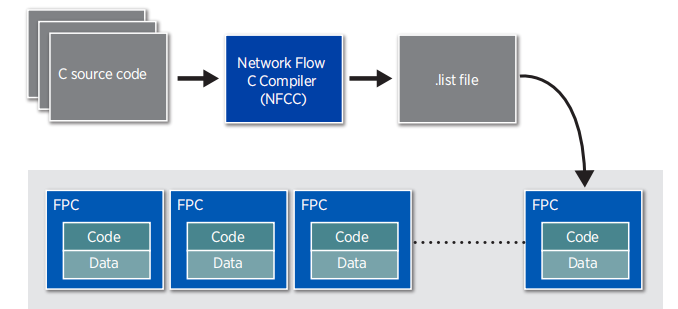 C source code
Network Flow
C Compiler
(NFCC)
.list file
FPC
Code
Data
FPC
Code
Data
FPC
Code
Data
FPC
Code
Data